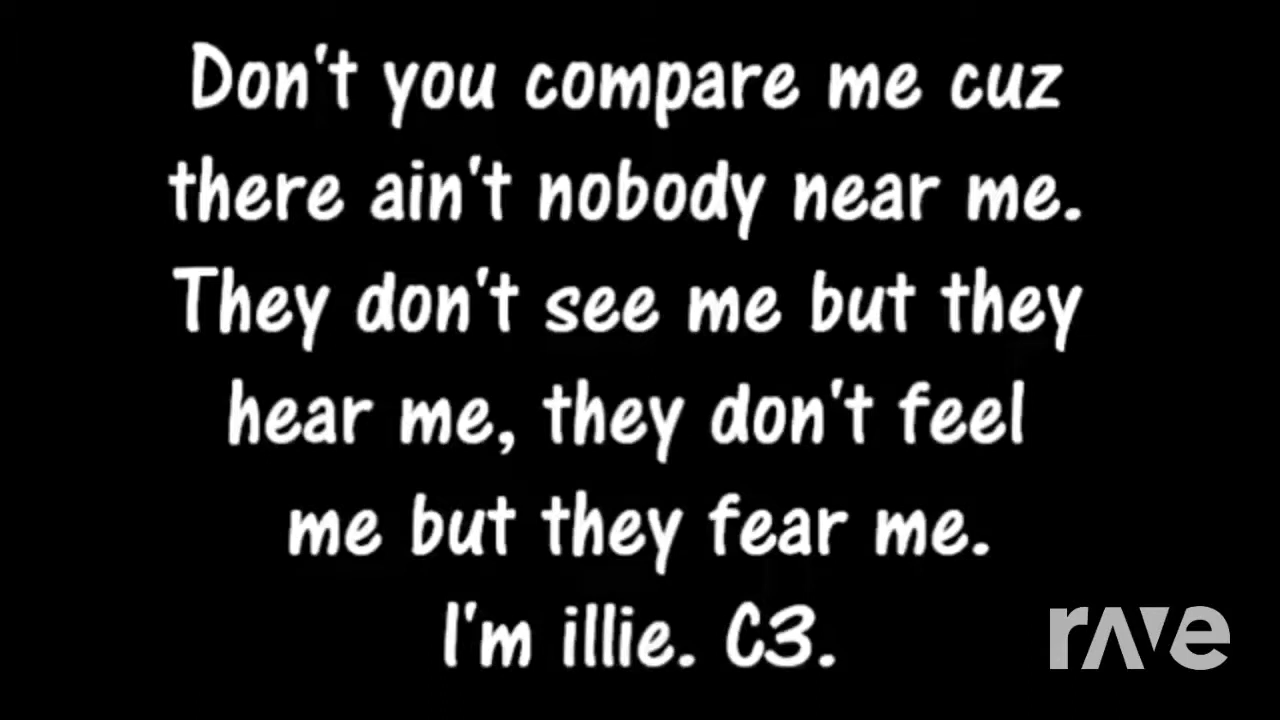 Don't you compare me cuz
there ain't nobody near me.
They don't see me but they
hear me, they don't feel
me but they fear me.
I'm illie. C3.
rave